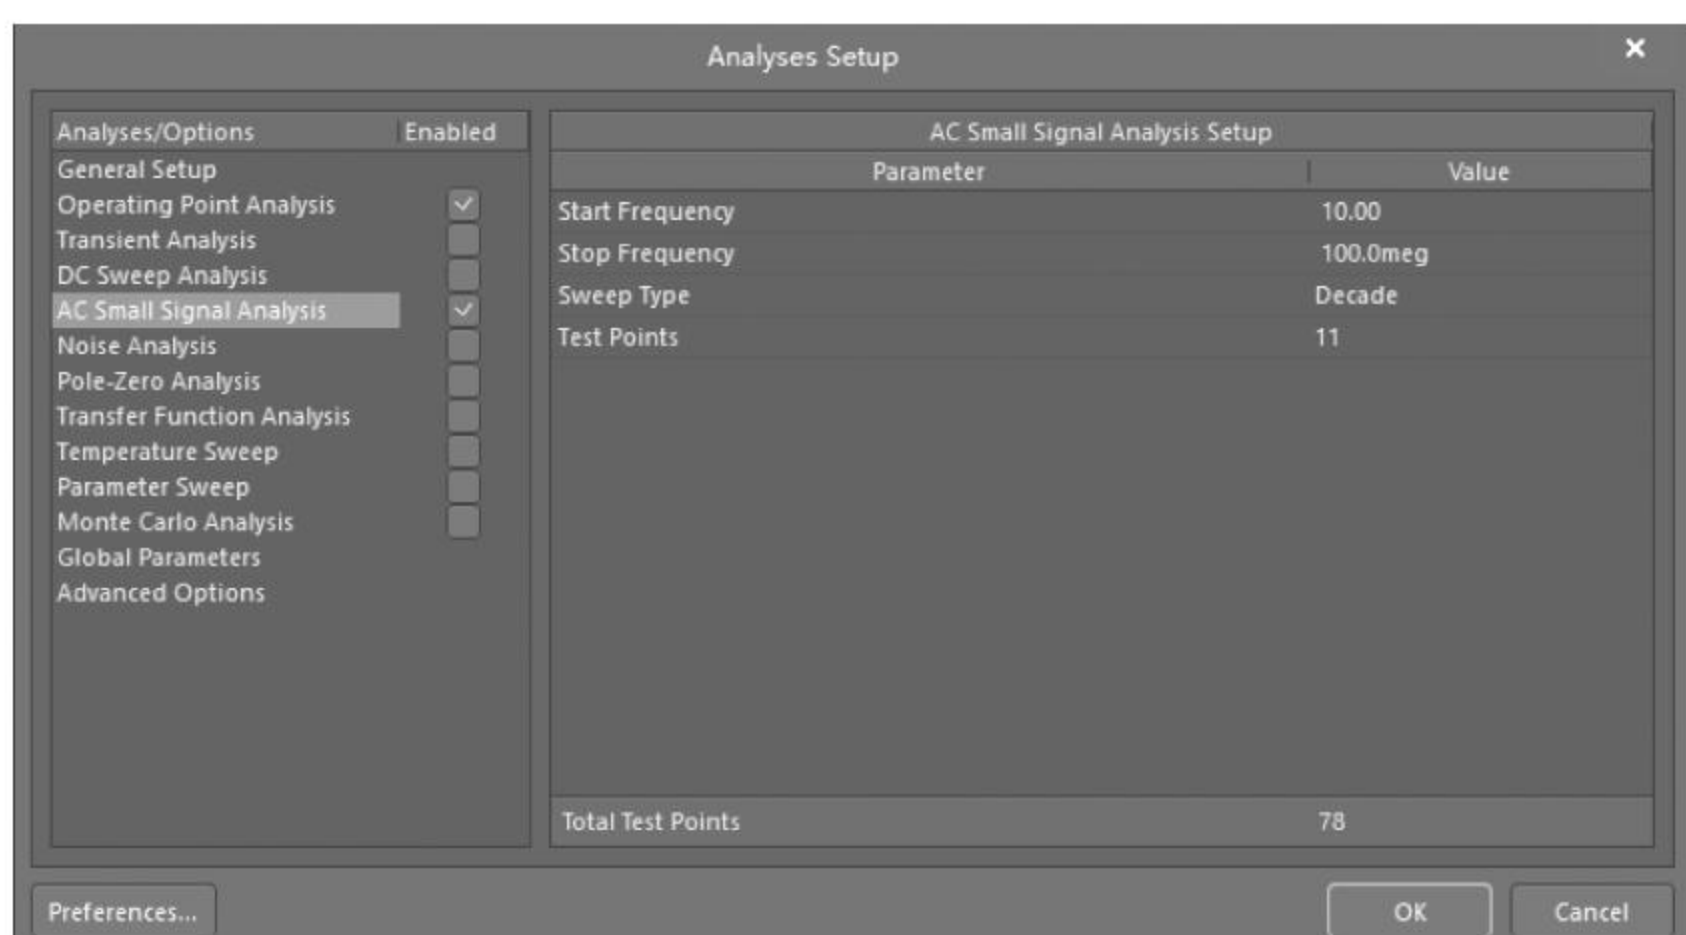 Analyses Setup
Analyses/Options Enabled
General Setup
Operating Point Analysis
Transient Analysis
DC Sweep Analysis
AC Small Signal Analysis
Noise Analysis
Pole-Zero Analysis
Transfer Function Analysis
Temperature Sweep
Parameter Sweep
Monte Carlo Analysis
Global Parameters
Advanced Options
AC Small Signal Analysis Setup
Parameter Value
Start Frequency 10.00
Stop Frequency 100.0meg
Sweep Type Decade
Test Points 11
Total Test Points 78
Preferences... OK Cancel